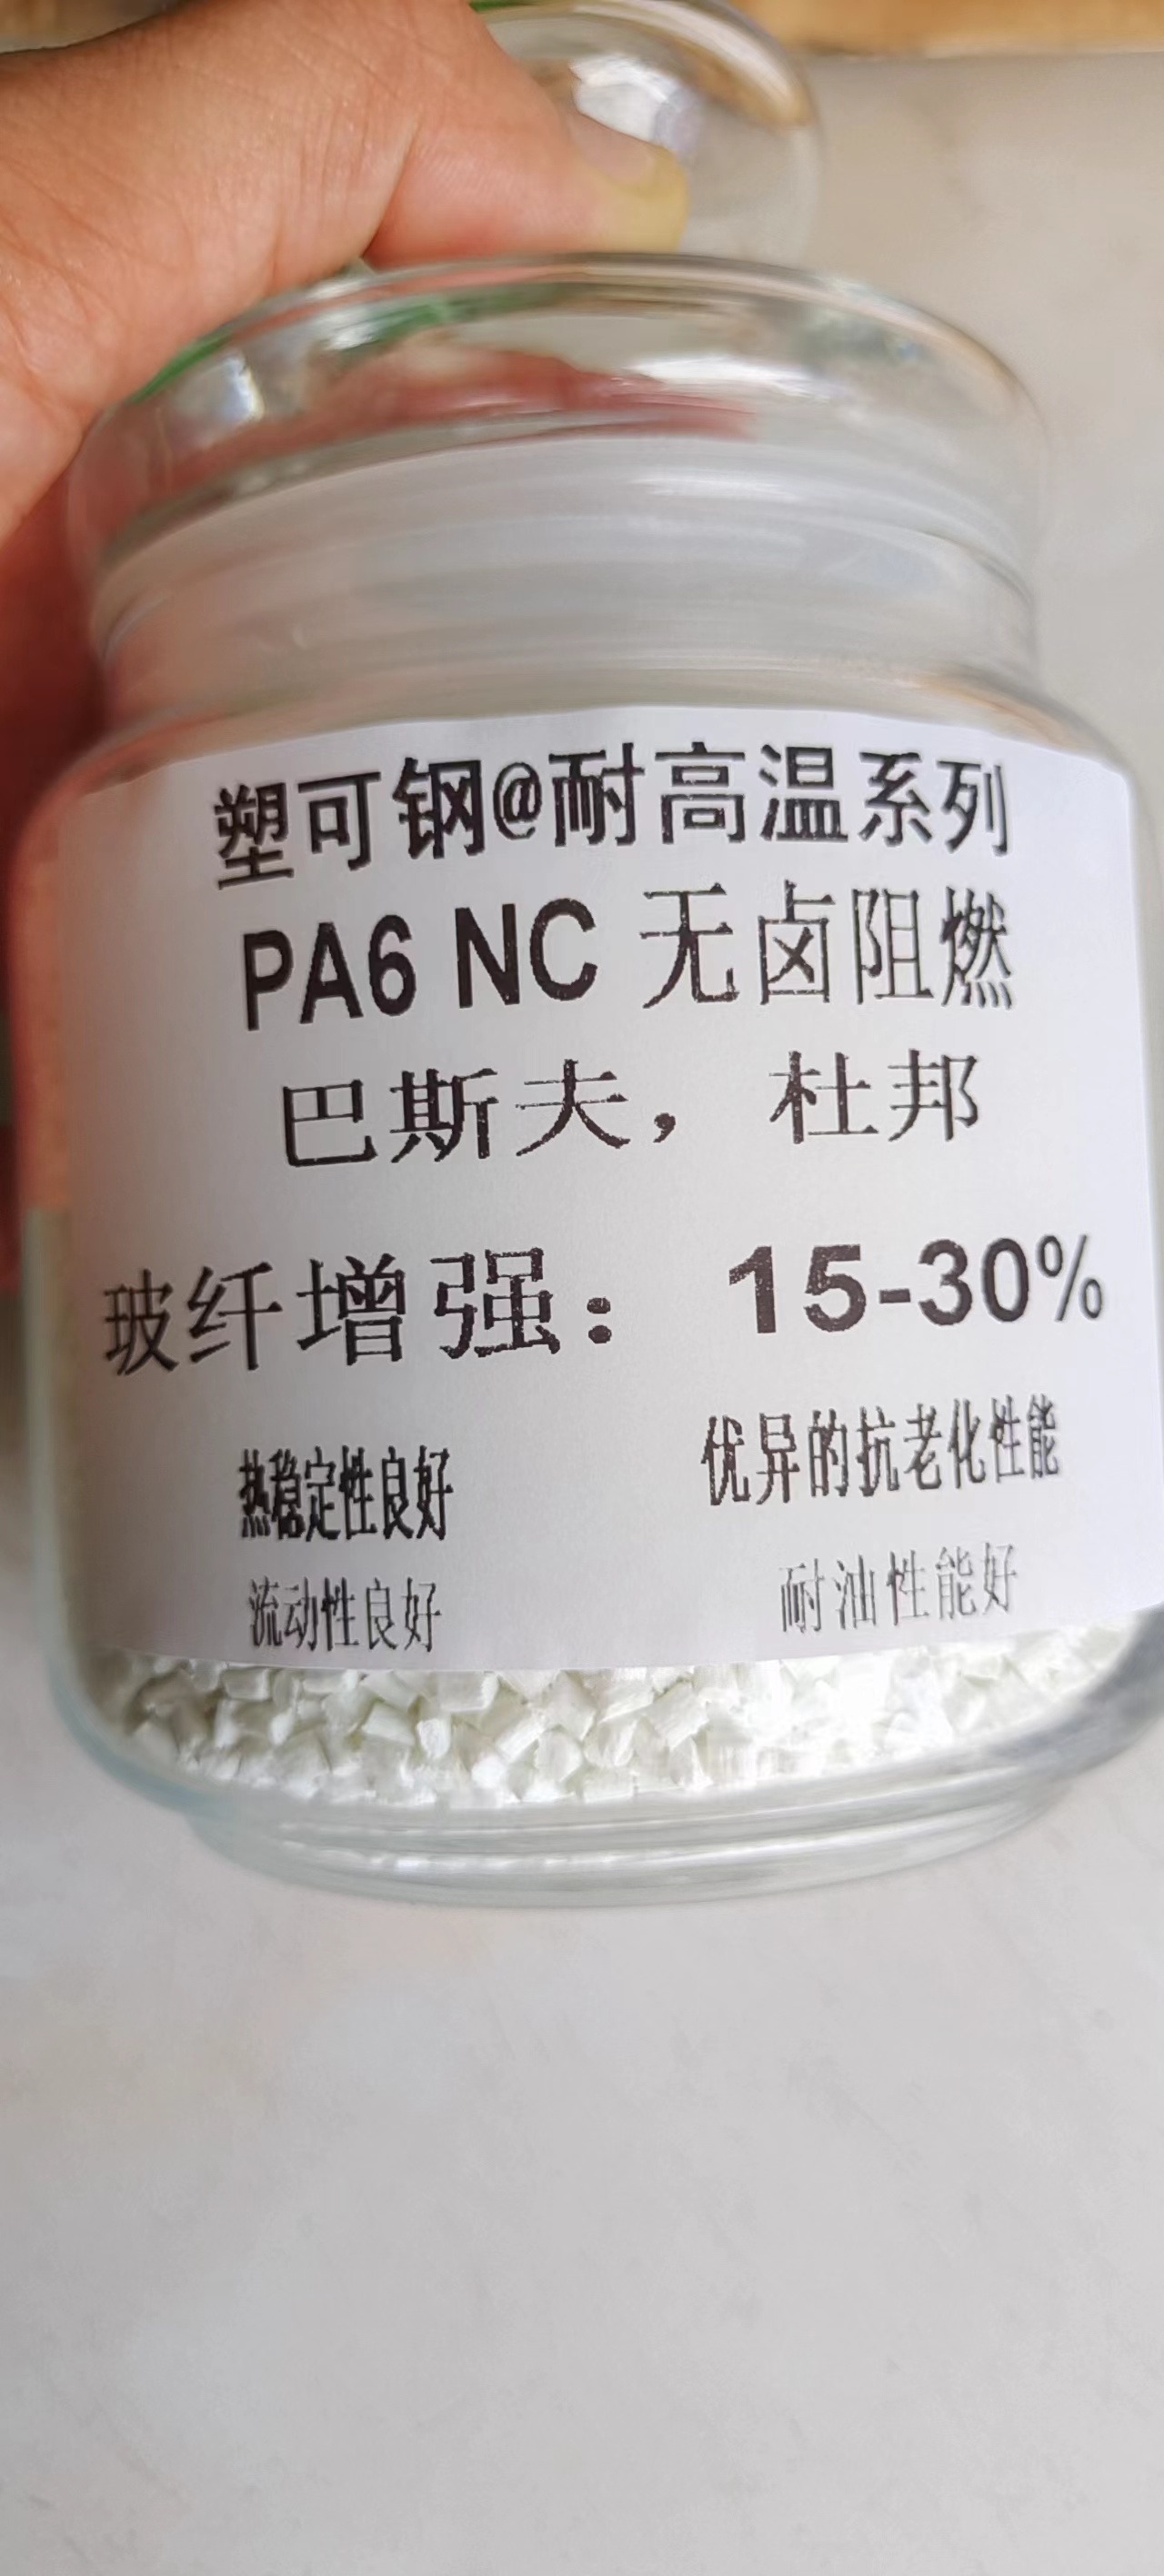 塑可钢@耐高温系列
PA6 NC 无卤阻燃
巴斯夫，杜邦
玻纤增强：15-30%
热稳定性良好 优异的抗老化性能
流动性良好 耐油性能好